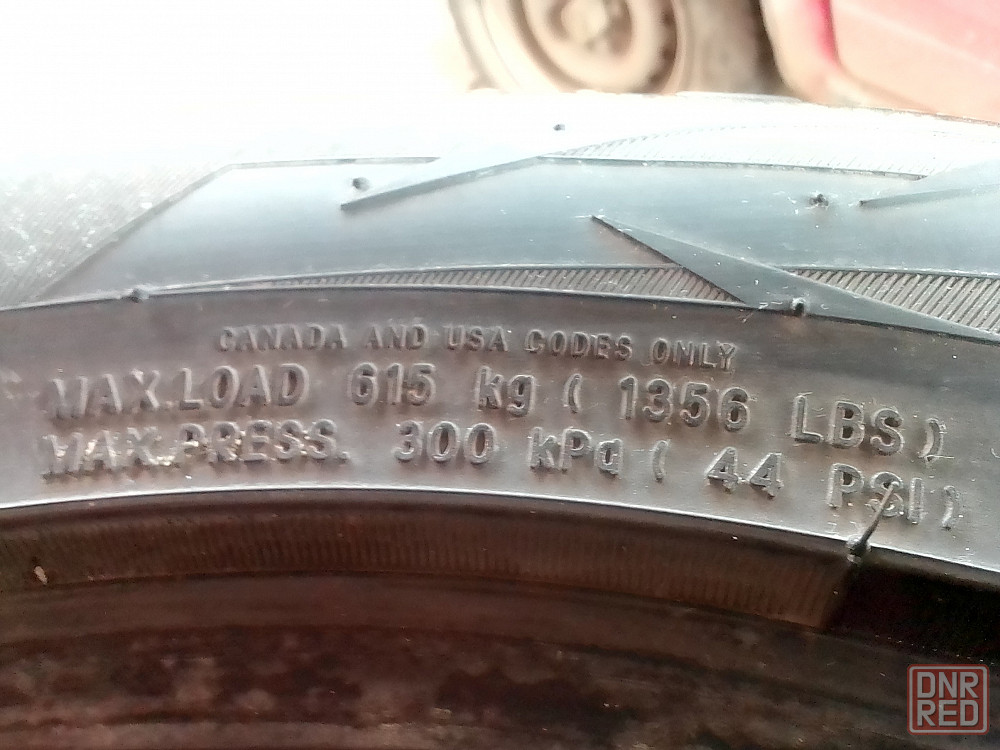 CANADA AND USA CODES ONLY
MAX.LOAD 615 kg ( 1356 LBS)
MAX.PRESS. 300 kPa ( 44 PSI)
DNR
RED